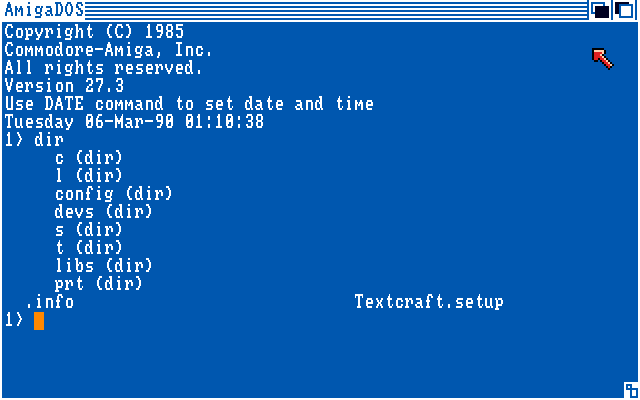 AmigaDOS
Copyright (C) 1985
Commodore-Amiga, Inc.
All rights reserved.
Version 27.3
Use DATE command to set date and time
Tuesday 06-Mar-90 01:10:38
1> dir
     c (dir)
     l (dir)
     config (dir)
     devs (dir)
     s (dir)
     t (dir)
     libs (dir)
     prt (dir)
  .info                            Textcraft.setup
1>